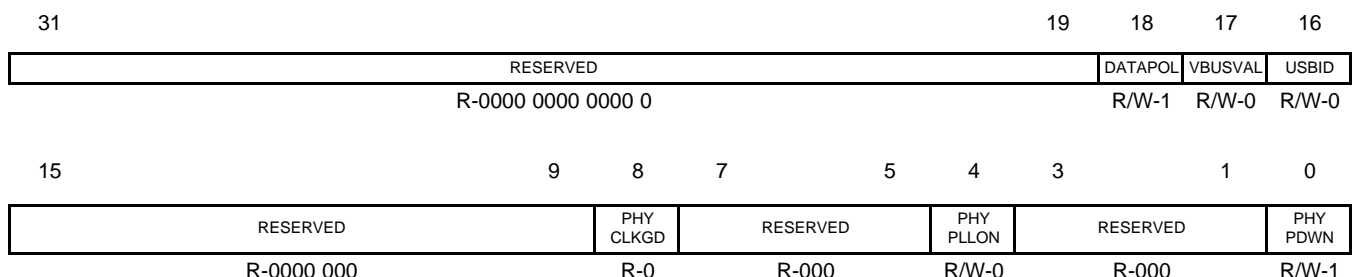 31 19 18 17 16
RESERVED DATAPOL VBUSVAL USBID
R-0000 0000 0000 0 R/W-1 R/W-0 R/W-0
15 9 8 7 5 4 3 1 0
RESERVED PHY CLKGD RESERVED PHY PLLON RESERVED PHY PDWN
R-0000 000 R-0 R-000 R/W-0 R-000 R/W-1